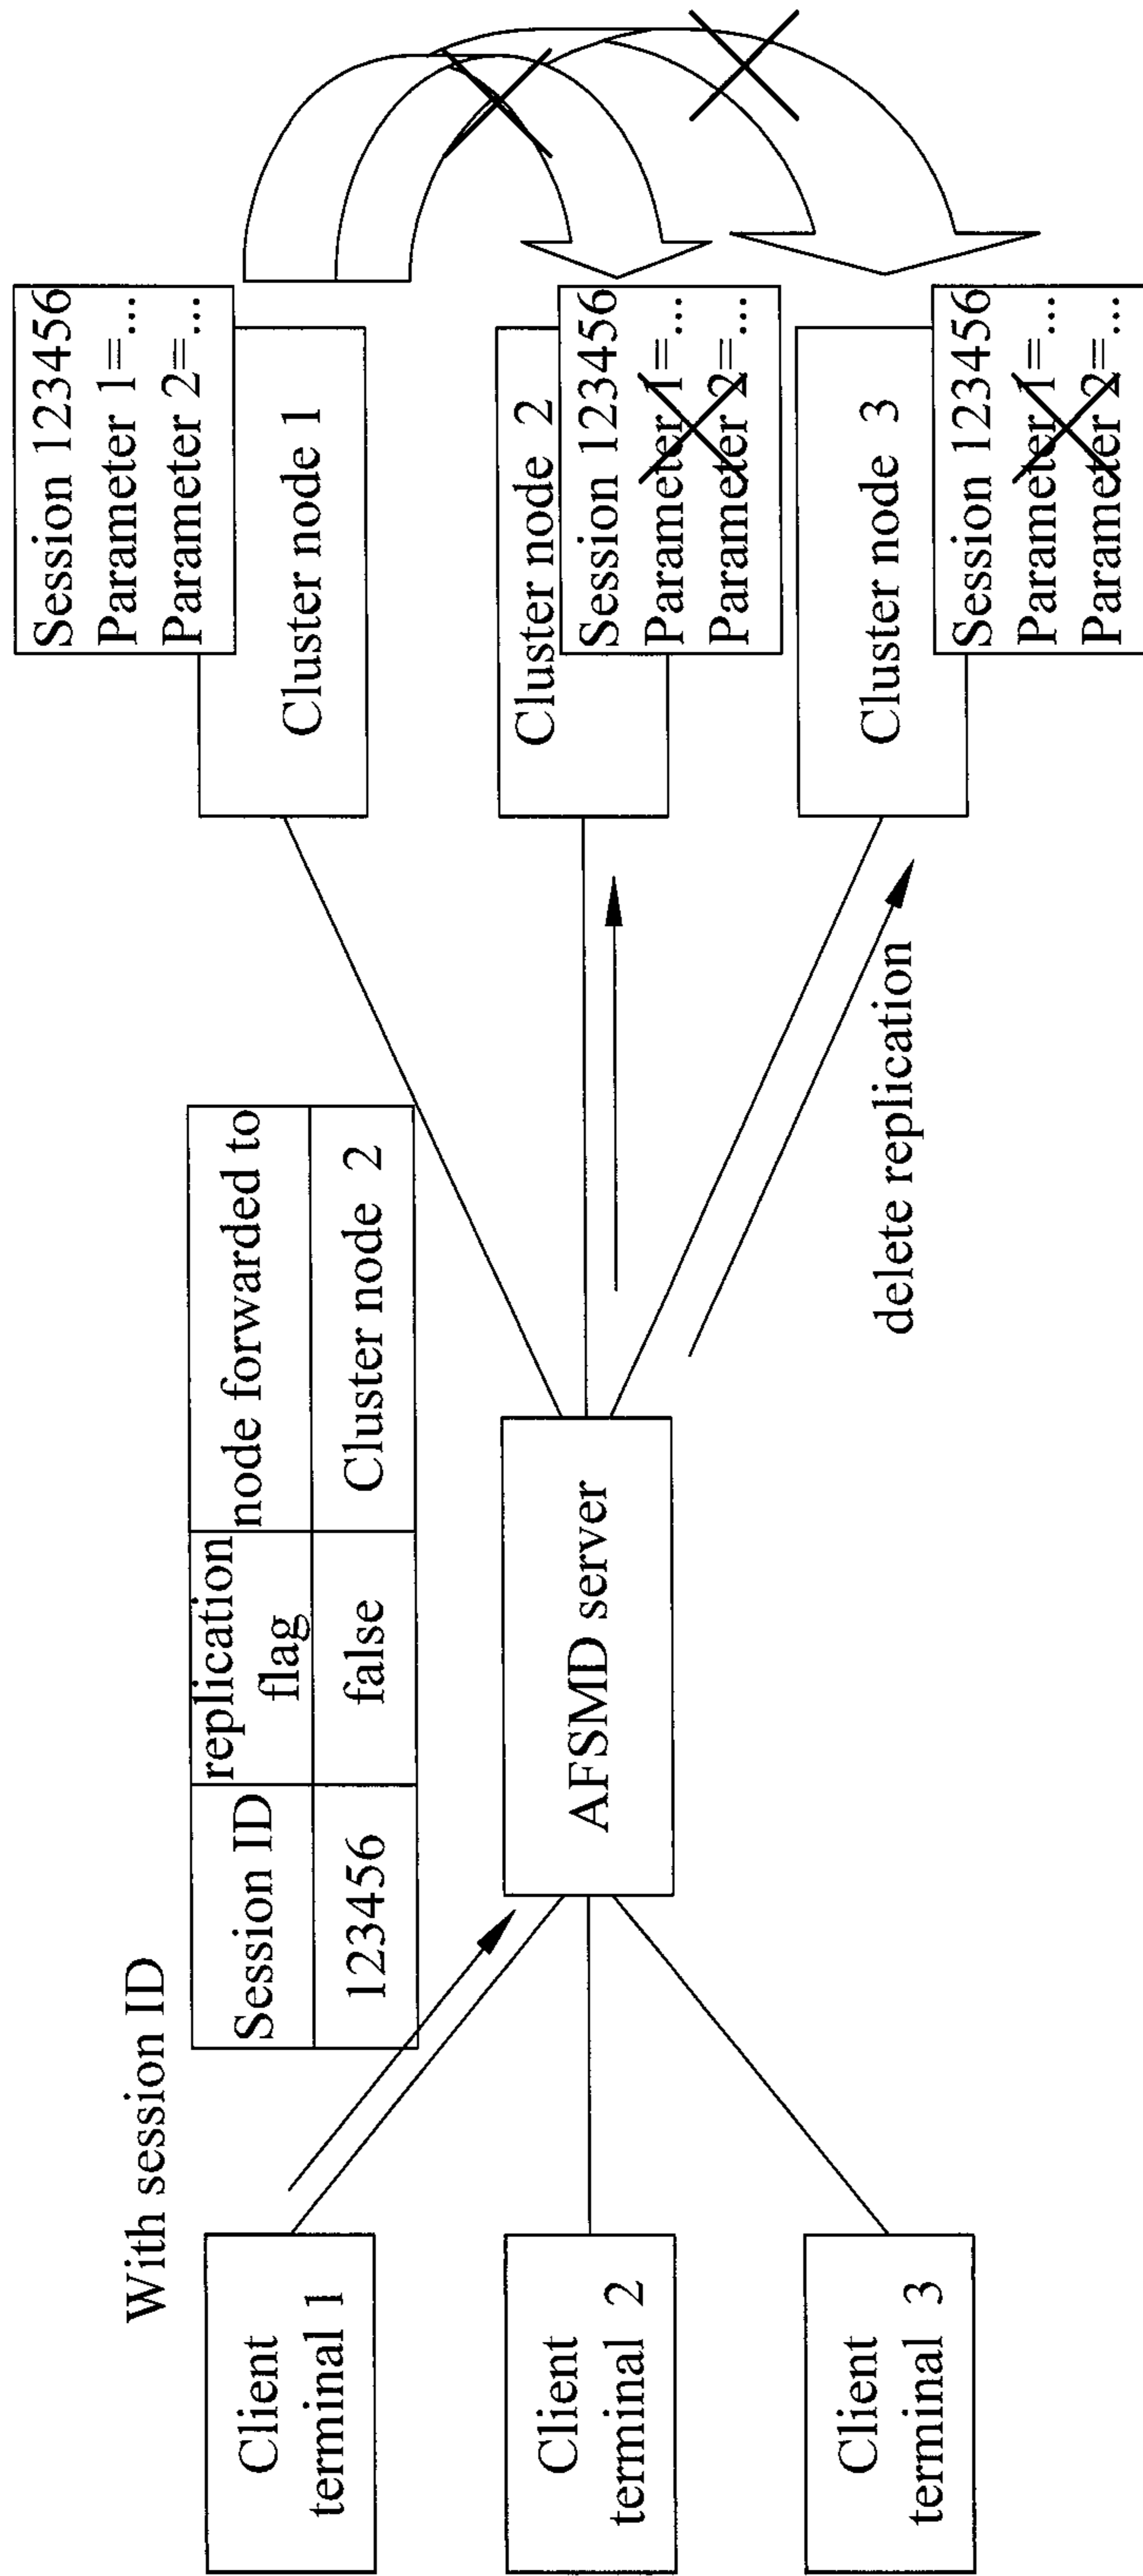 With session ID
Session ID
replication
flag
node forwarded to
123456
false
Cluster node 2
Client
terminal 1
Client
terminal 2
Client
terminal 3
AFSMD server
delete replication
Session 123456
Parameter 1=...
Parameter 2=...
Cluster node 1
Cluster node 2
Session 123456
Parameter 1=...
Parameter 2=...
Cluster node 3
Session 123456
Parameter 1=...
Parameter 2=...